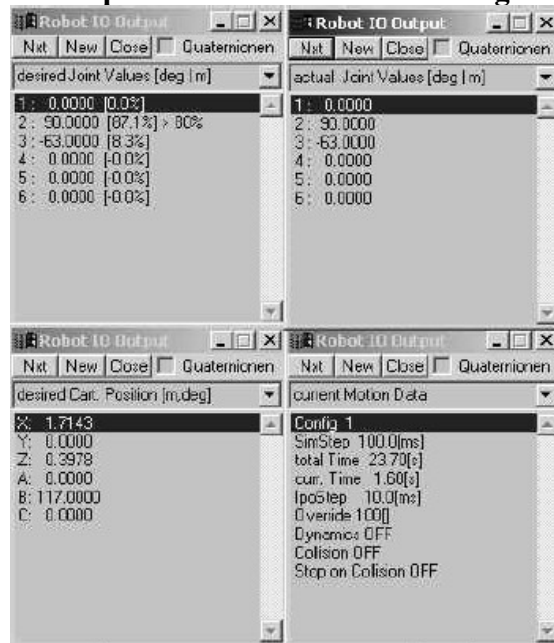 Robot IO Output
Nxt New Close Quaternionen
desired Joint Values [deg | m]
1: 0.0000 [0.0%]
2: 90.0000 [87.1%] > 80%
3: -63.0000 [8.3%]
4: 0.0000 [-0.0%]
5: 0.0000 [-0.0%]
6: 0.0000 [-0.0%]
Robot IO Output
Nxt New Close Quaternionen
actual Joint Values [deg | m]
1: 0.0000
2: 90.0000
3: -63.0000
4: 0.0000
5: 0.0000
6: 0.0000
Robot IO Output
Nxt New Close Quaternionen
desired Cart. Position [m,deg]
X: 1.7143
Y: 0.0000
Z: 0.3978
A: 0.0000
B: 117.0000
C: 0.0000
Robot IO Output
Nxt New Close Quaternionen
current Motion Data
Config 1
SimStep 100.0[ms]
total Time 23.70[s]
curr. Time 1.60[s]
IpoStep 10.0[ms]
Override 100[]
Dynamics OFF
Colision OFF
Stop on Collision OFF